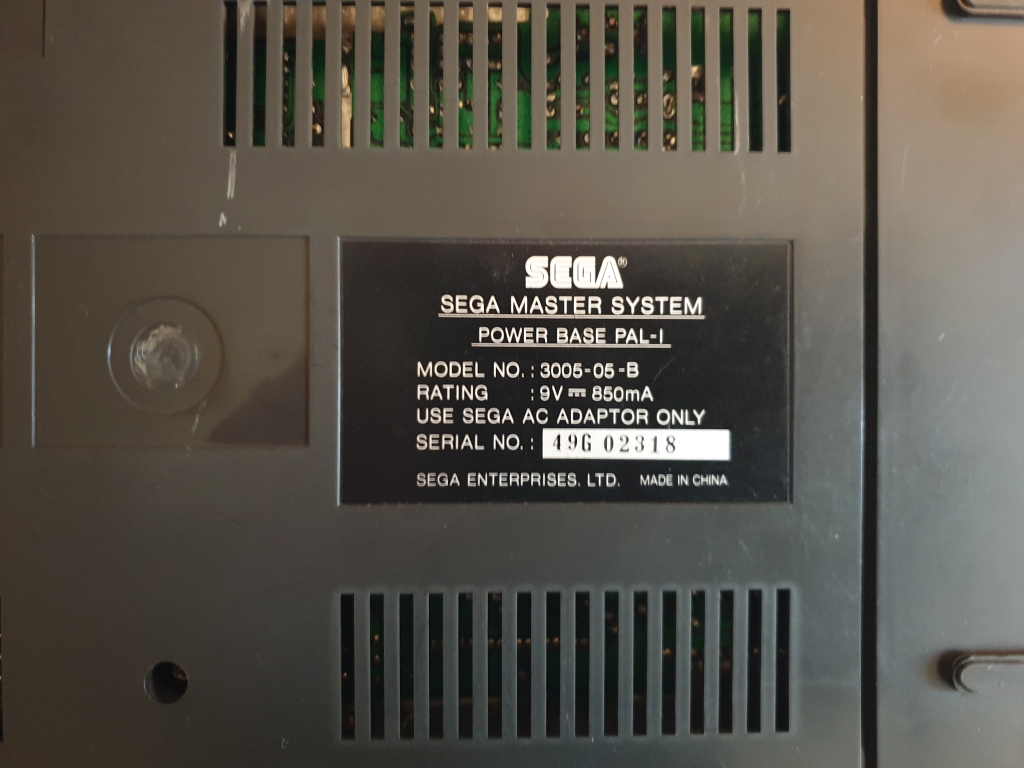 SEGA®
SEGA MASTER SYSTEM
POWER BASE PAL-I
MODEL NO. : 3005-05-B
RATING : 9V ⎓ 850mA
USE SEGA AC ADAPTOR ONLY
SERIAL NO. : 49G 02318
SEGA ENTERPRISES, LTD. MADE IN CHINA